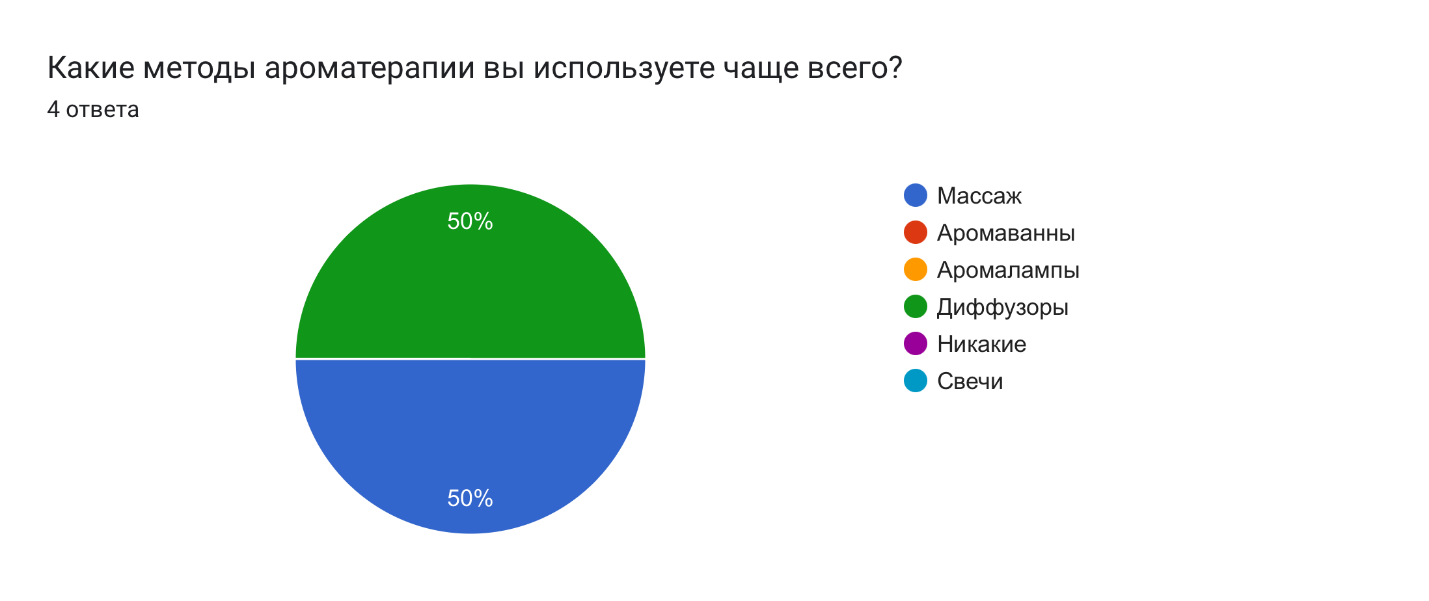 Какие методы ароматерапии вы используете чаще всего?
4 ответа
50%
50%
Массаж
Аромаванны
Аромалампы
Диффузоры
Никакие
Свечи